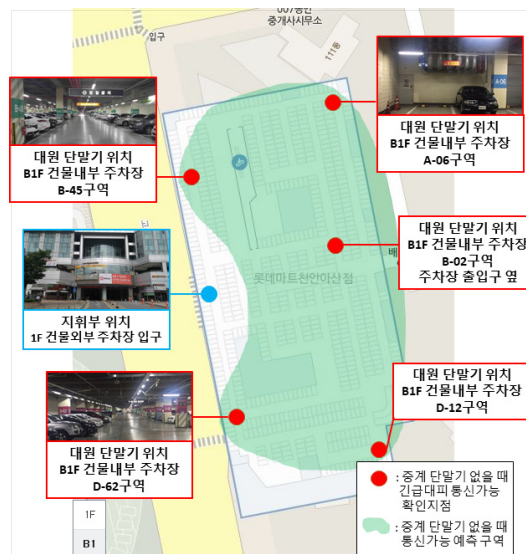 007공인
중개사시무소
입구
111동
A-06
대원 단말기 위치
B1F 건물내부 주차장
A-06구역
대원 단말기 위치
B1F 건물내부 주차장
B-45구역
대원 단말기 위치
B1F 건물내부 주차장
B-02구역
주차장 출입구 옆
배
롯데마트천안아산점
지휘부 위치
1F 건물외부 주차장 입구
대원 단말기 위치
B1F 건물내부 주차장
D-12구역
대원 단말기 위치
B1F 건물내부 주차장
D-62구역
: 중계 단말기 없을 때
긴급대피 통신가능
확인지점
: 중계 단말기 없을 때
통신가능 예측 구역
1F
B1